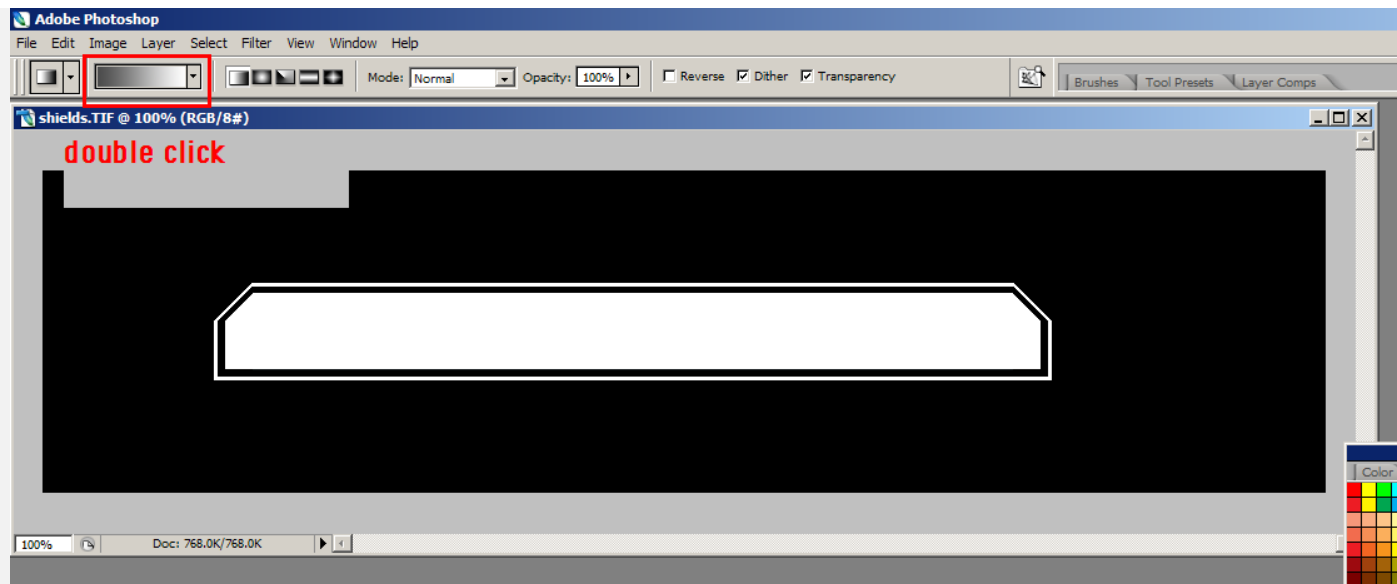 Adobe Photoshop
File Edit Image Layer Select Filter View Window Help
Mode: Normal Opacity: 100% Reverse Dither Transparency Brushes Tool Presets Layer Comps
shields.TIF @ 100% (RGB/8#)
double click
Color
100% Doc: 768.0K/768.0K